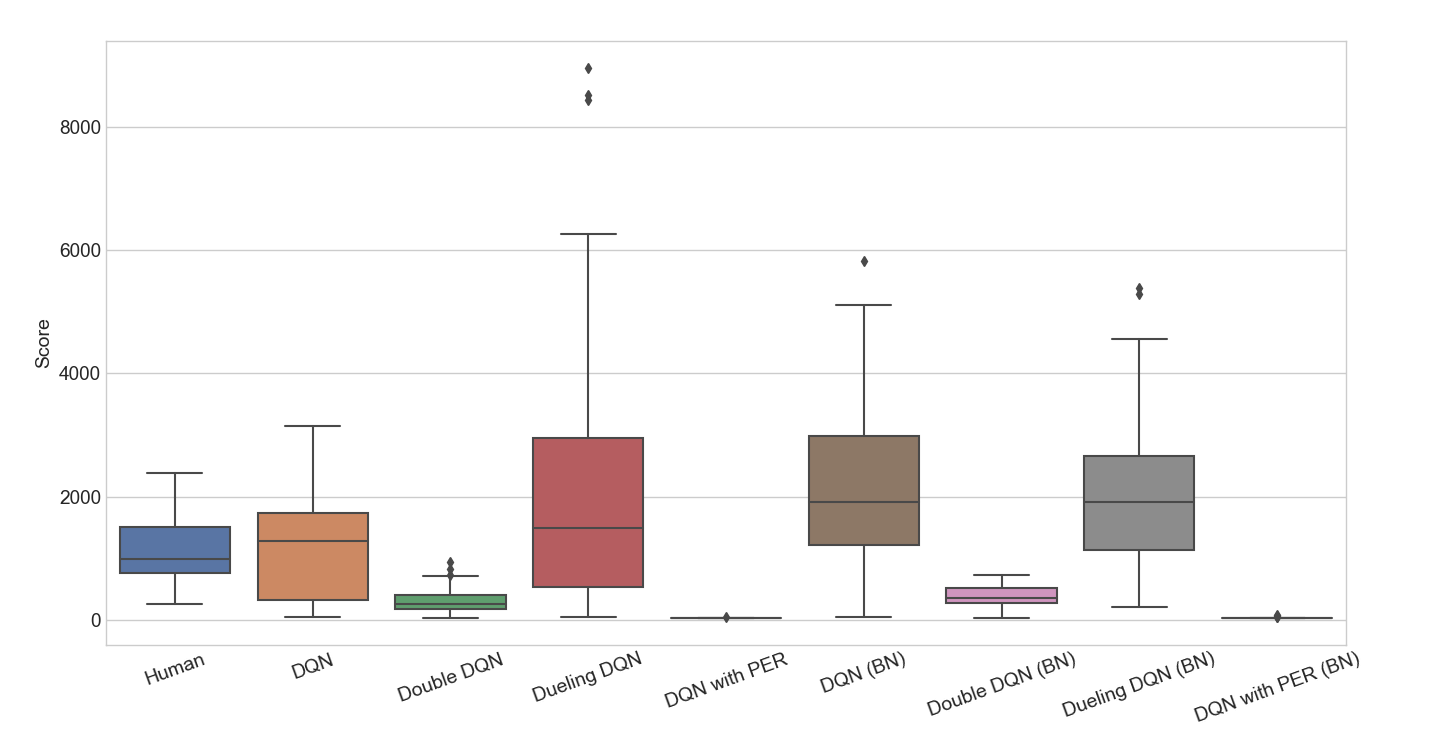 Score
8000
6000
4000
2000
0
Human
DQN
Double DQN
Dueling DQN
DQN with PER
DQN (BN)
Double DQN (BN)
Dueling DQN (BN)
DQN with PER (BN)